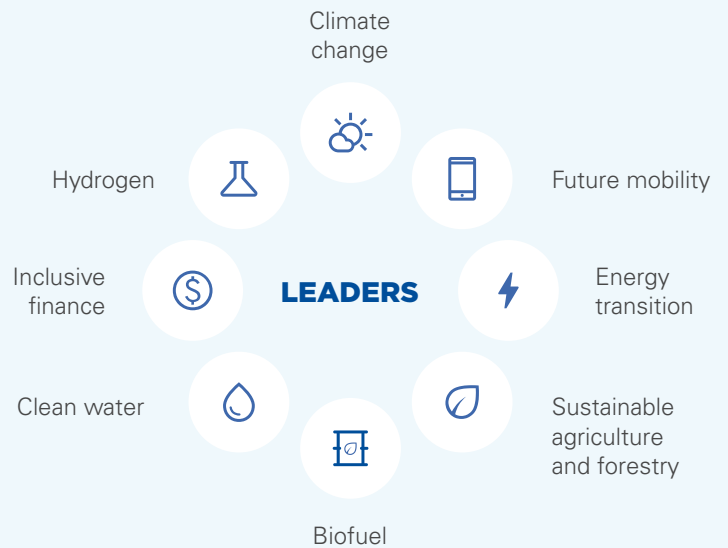 Climate
change
Hydrogen
Future mobility
Inclusive
finance
LEADERS
Energy
transition
Clean water
Sustainable
agriculture
and forestry
Biofuel